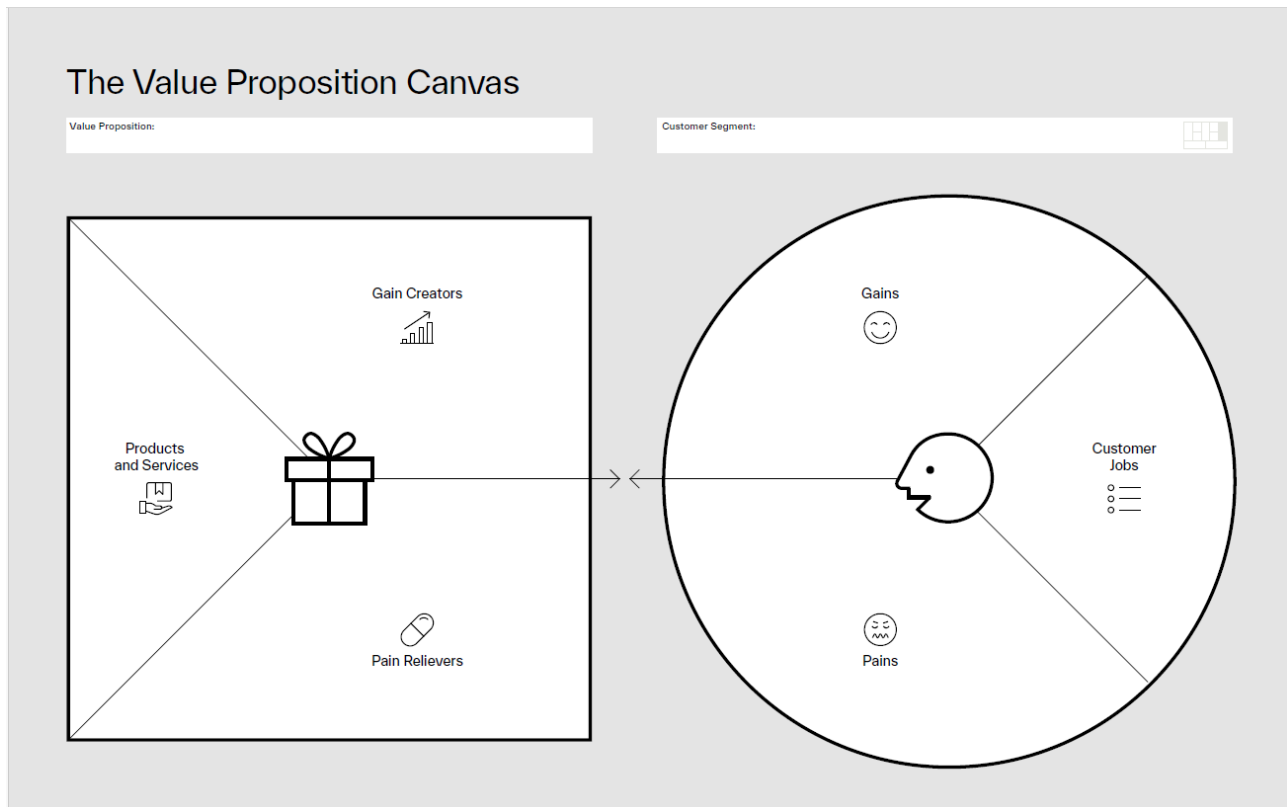 The Value Proposition Canvas
Value Proposition:
Customer Segment:
Gain Creators
Gains
Products
and Services
Customer
Jobs
Pain Relievers
Pains